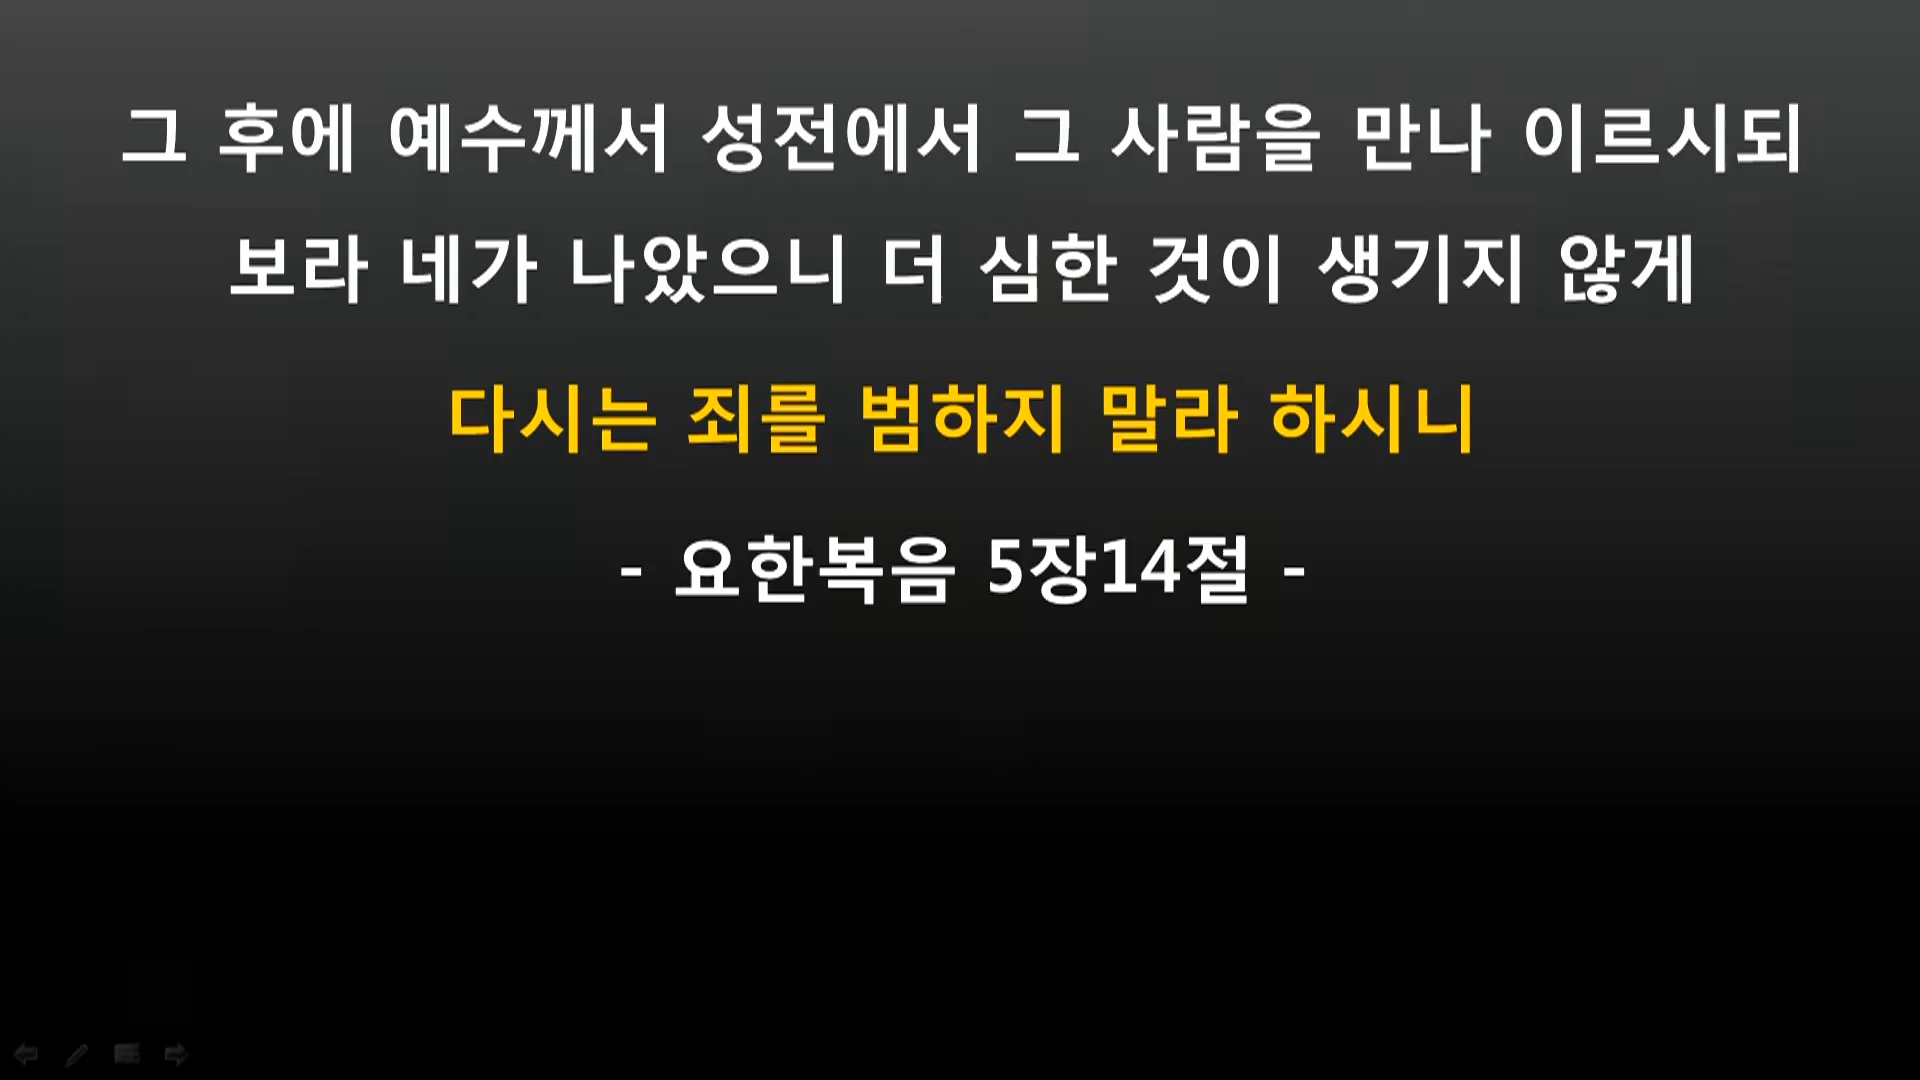 그 후에 예수께서 성전에서 그 사람을 만나 이르시되
보라 네가 나았으니 더 심한 것이 생기지 않게
다시는 죄를 범하지 말라 하시니
- 요한복음 5장14절 -